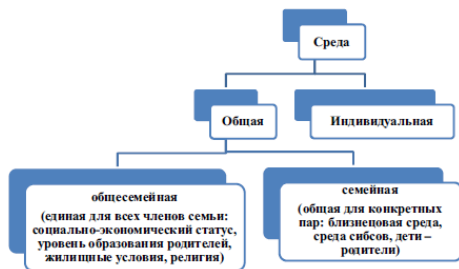 Среда
Общая
Индивидуальная
общесемейная
(единая для всех членов семьи:
социально-экономический статус,
уровень образования родителей,
жилищные условия, религия)
семейная
(общая для конкретных
пар: близнецовая среда,
среда сибсов, дети –
родители)